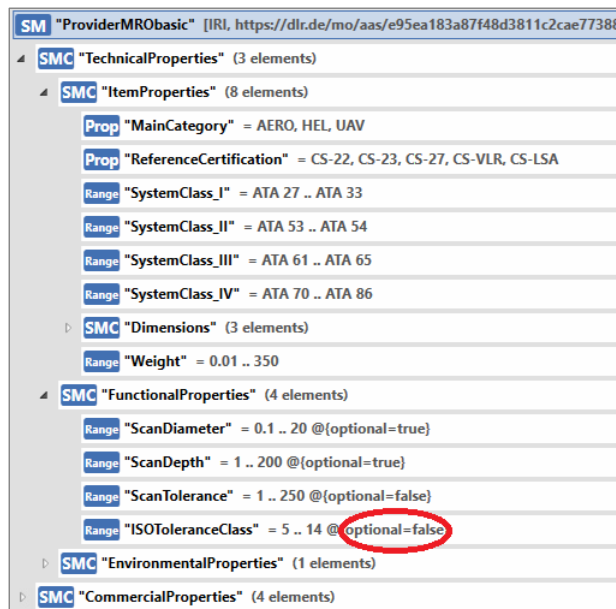 SM "ProviderMRObasic" [IRI, https://dlr.de/mo/aas/e95ea183a87f48d3811c2cae77388
SMC "TechnicalProperties" (3 elements)
SMC "ItemProperties" (8 elements)
Prop "MainCategory" = AERO, HEL, UAV
Prop "ReferenceCertification" = CS-22, CS-23, CS-27, CS-VLR, CS-LSA
Range "SystemClass_I" = ATA 27 .. ATA 33
Range "SystemClass_II" = ATA 53 .. ATA 54
Range "SystemClass_III" = ATA 61 .. ATA 65
Range "SystemClass_IV" = ATA 70 .. ATA 86
SMC "Dimensions" (3 elements)
Range "Weight" = 0.01 .. 350
SMC "FunctionalProperties" (4 elements)
Range "ScanDiameter" = 0.1 .. 20 @{optional=true}
Range "ScanDepth" = 1 .. 200 @{optional=true}
Range "ScanTolerance" = 1 .. 250 @{optional=false}
Range "ISOToleranceClass" = 5 .. 14 @{optional=false}
SMC "EnvironmentalProperties" (1 elements)
SMC "CommercialProperties" (4 elements)